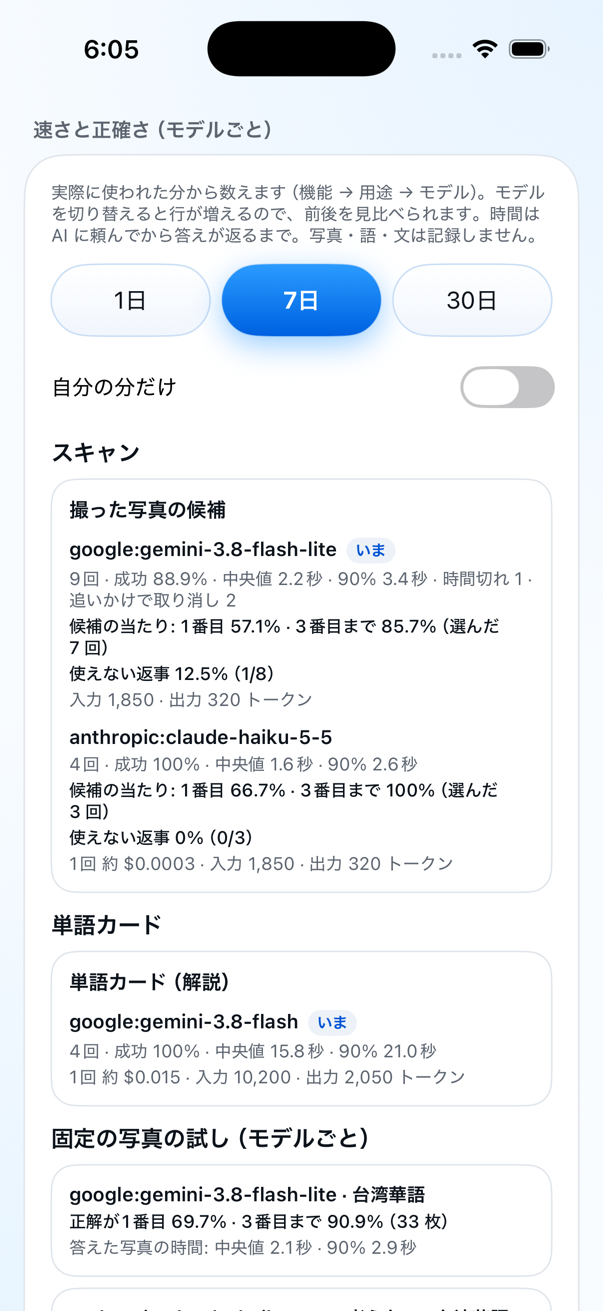 6:05
速さと正確さ（モデルごと）
実際に使われた分から数えます（機能 → 用途 → モデル）。モデル
を切り替えると行が増えるので、前後を見比べられます。時間は
AI に頼んでから答えが返るまで。写真・語・文は記録しません。
1日
7日
30日
自分の分だけ
スキャン
撮った写真の候補
google:gemini-3.8-flash-lite いま
9回 · 成功 88.9% · 中央値 2.2秒 · 90% 3.4秒 · 時間切れ 1 ·
追いかけで取り消し 2
候補の当たり: 1番目 57.1% · 3番目まで 85.7%（選んだ
7 回）
使えない返事 12.5%（1/8）
入力 1,850 · 出力 320 トークン
anthropic:claude-haiku-5-5
4回 · 成功 100% · 中央値 1.6秒 · 90% 2.6秒
候補の当たり: 1番目 66.7% · 3番目まで 100%（選んだ
3 回）
使えない返事 0%（0/3）
1回 約 $0.0003 · 入力 1,850 · 出力 320 トークン
単語カード
単語カード（解説）
google:gemini-3.8-flash いま
4回 · 成功 100% · 中央値 15.8秒 · 90% 21.0秒
1回 約 $0.015 · 入力 10,200 · 出力 2,050 トークン
固定の写真の試し（モデルごと）
google:gemini-3.8-flash-lite · 台湾華語
正解が1番目 69.7% · 3番目まで 90.9%（33 枚）
答えた写真の時間: 中央値 2.1秒 · 90% 2.9秒